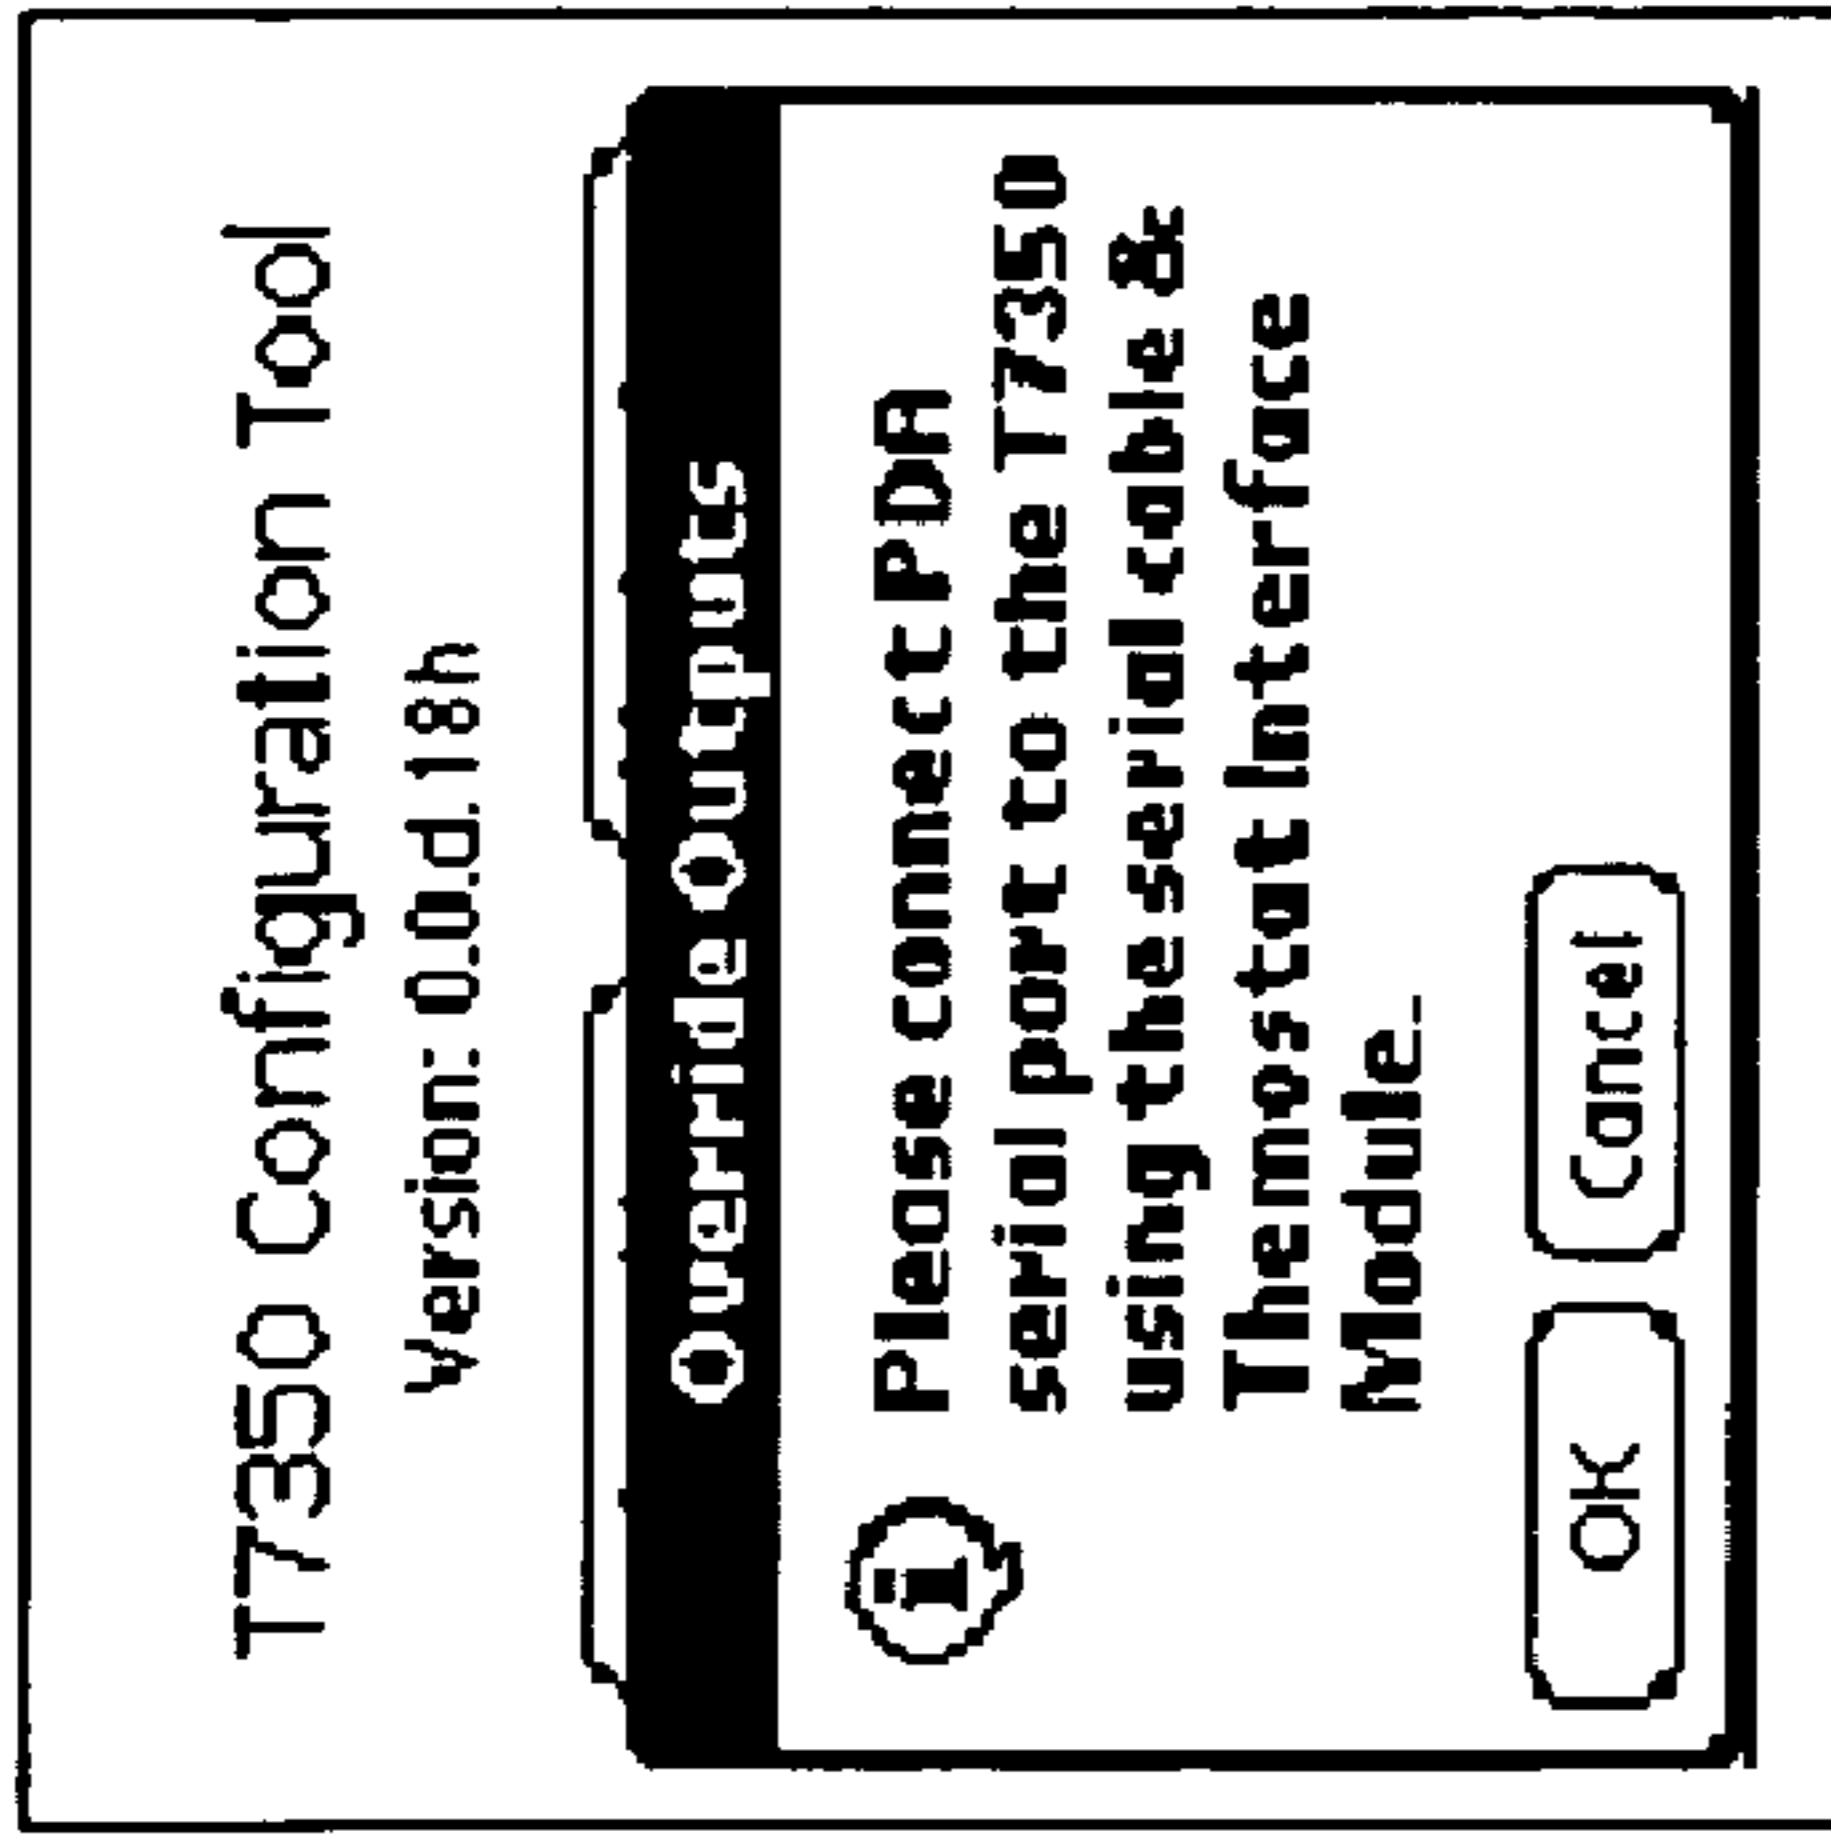 T7350 Configuration Tool
Version: 0.0.d.18h
Override Outputs
i
Please connect PDA
serial port to the T7350
using the serial cable &
Themostat Interface
Module.
OK
Cancel